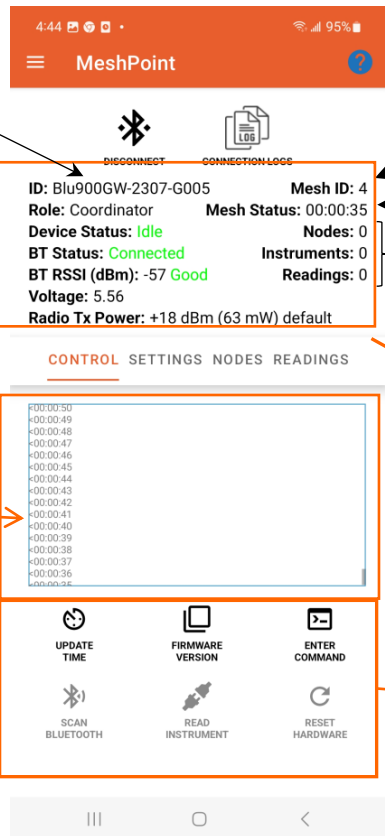 4:44 95%
MeshPoint ?
LOG
DISCONNECT CONNECTION LOGS
ID: Blu900GW-2307-G005 Mesh ID: 4
Role: Coordinator Mesh Status: 00:00:35
Device Status: Idle Nodes: 0
BT Status: Connected Instruments: 0
BT RSSI (dBm): -57 Good Readings: 0
Voltage: 5.56
Radio Tx Power: +18 dBm (63 mW) default
CONTROL SETTINGS NODES READINGS
<00:00:50
<00:00:49
<00:00:48
<00:00:47
<00:00:46
<00:00:45
<00:00:44
<00:00:43
<00:00:42
<00:00:41
<00:00:40
<00:00:39
<00:00:38
<00:00:37
<00:00:36
<00:00:35
UPDATE TIME
FIRMWARE VERSION
ENTER COMMAND
SCAN BLUETOOTH
READ INSTRUMENT
RESET HARDWARE